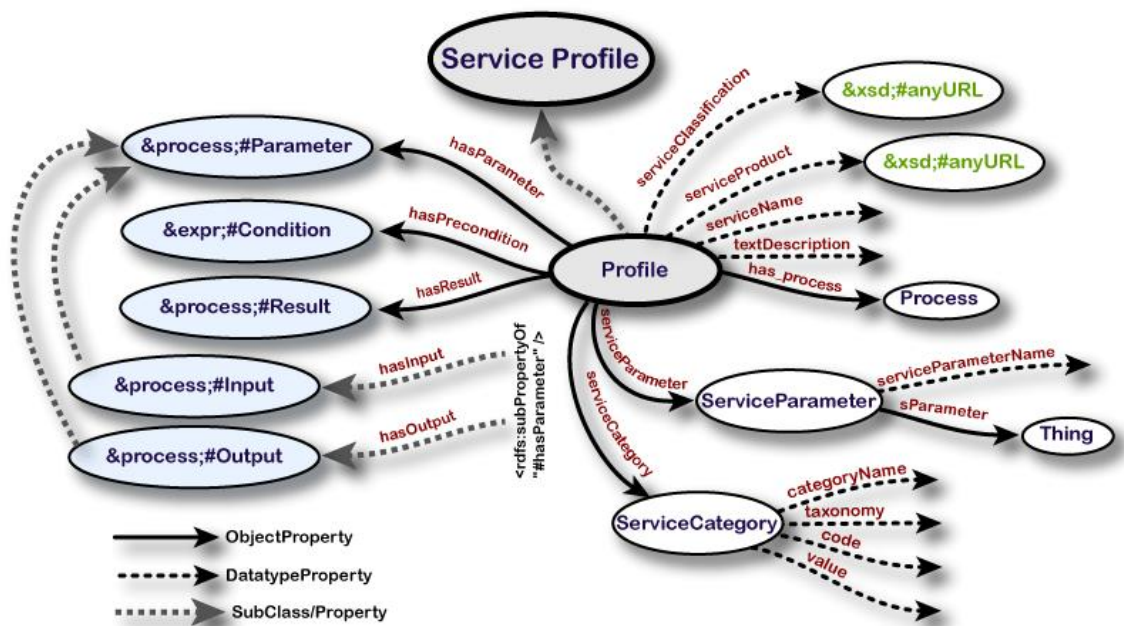 Service Profile
&xsd;#anyURL
serviceClassification
&process;#Parameter
hasParameter
serviceProduct
&xsd;#anyURL
serviceName
&expr;#Condition
hasPrecondition
textDescription
Profile
has_process
&process;#Result
hasResult
Process
serviceParameter
serviceParameterName
&process;#Input
hasInput
<rdfs:subPropertyOf
"#hasParameter" />
ServiceParameter
sParameter
Thing
&process;#Output
hasOutput
serviceCategory
categoryName
ServiceCategory
taxonomy
code
value
ObjectProperty
DatatypeProperty
SubClass/Property